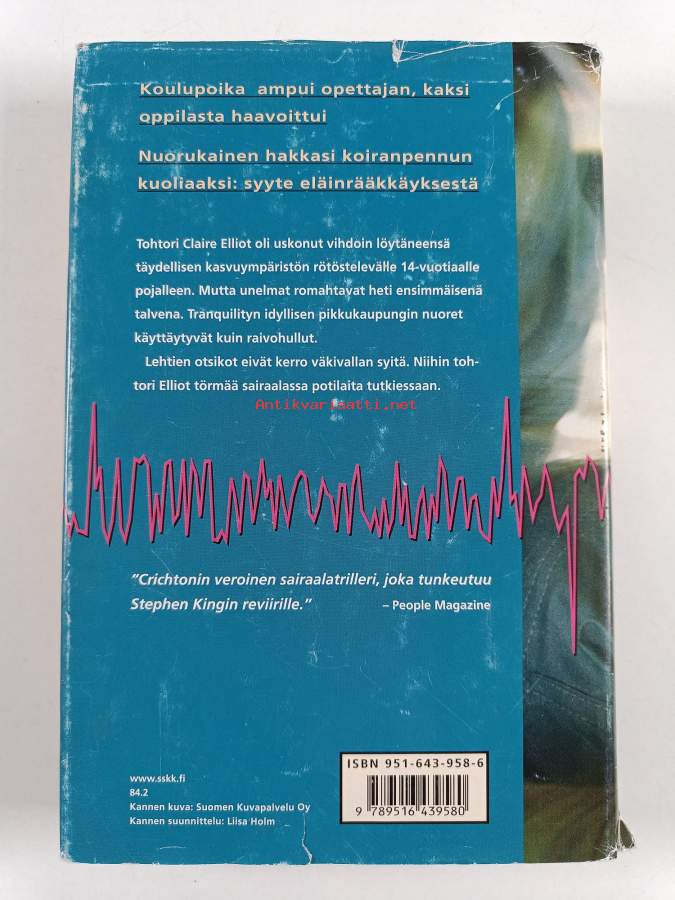 Koulupoika ampui opettajan, kaksi
oppilasta haavoittui
Nuorukainen hakkasi koiranpennun
kuoliaaksi: syyte eläinrääkkäyksestä
Tohtori Claire Elliot oli uskonut vihdoin löytäneensä
täydellisen kasvuympäristön rötöstelevälle 14-vuotiaalle
pojalleen. Mutta unelmat romahtavat heti ensimmäisenä
talvena. Tranquilityn idyllisen pikkukaupungin nuoret
käyttäytyvät kuin raivohullut.
Lehtien otsikot eivät kerro väkivallan syitä. Niihin toh-
tori Elliot törmää sairaalassa potilaita tutkiessaan.
Antikvariaatti.net
"Crichtonin veroinen sairaalatrilleri, joka tunkeutuu
Stephen Kingin reviirille."
– People Magazine
ISBN 951-643-958-6
9 789516 439580
www.sskk.fi
84.2
Kannen kuva: Suomen Kuvapalvelu Oy
Kannen suunnittelu: Liisa Holm